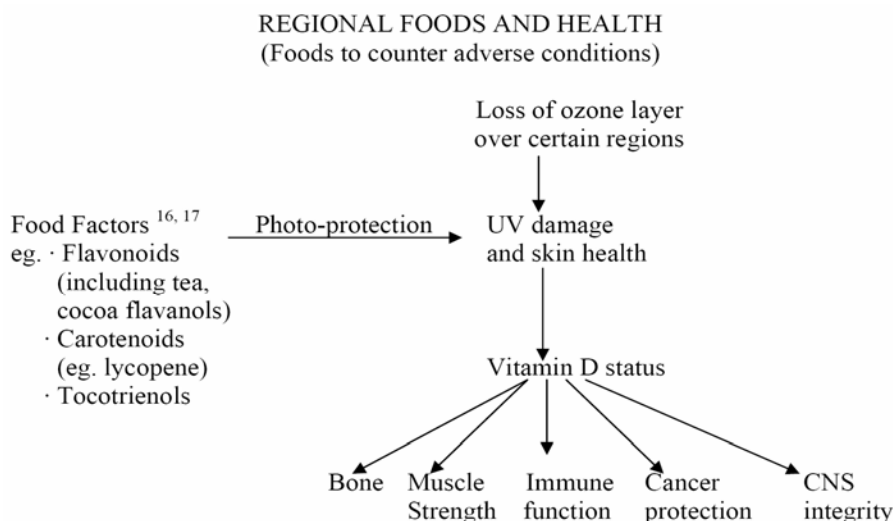 REGIONAL FOODS AND HEALTH
(Foods to counter adverse conditions)
Loss of ozone layer
over certain regions
Food Factors 16, 17
eg. · Flavonoids
(including tea,
cocoa flavanols)
· Carotenoids
(eg. lycopene)
· Tocotrienols
Photo-protection
UV damage
and skin health
Vitamin D status
Bone
Muscle
Strength
Immune
function
Cancer
protection
CNS
integrity